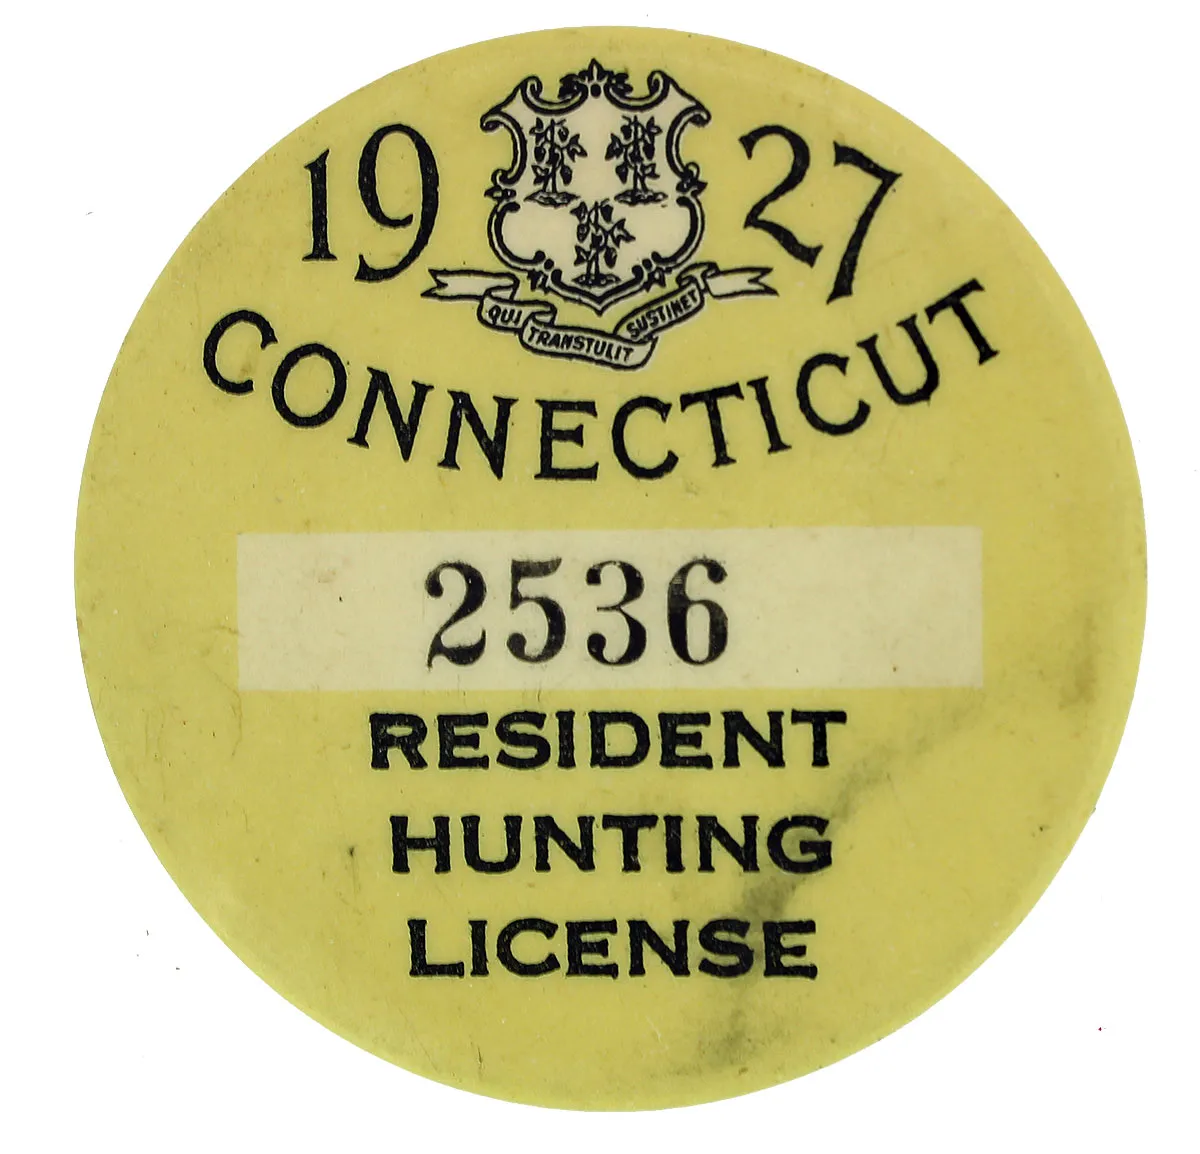 19 27
QUI TRANSTULIT SUSTINET
CONNECTICUT
2536
RESIDENT
HUNTING
LICENSE